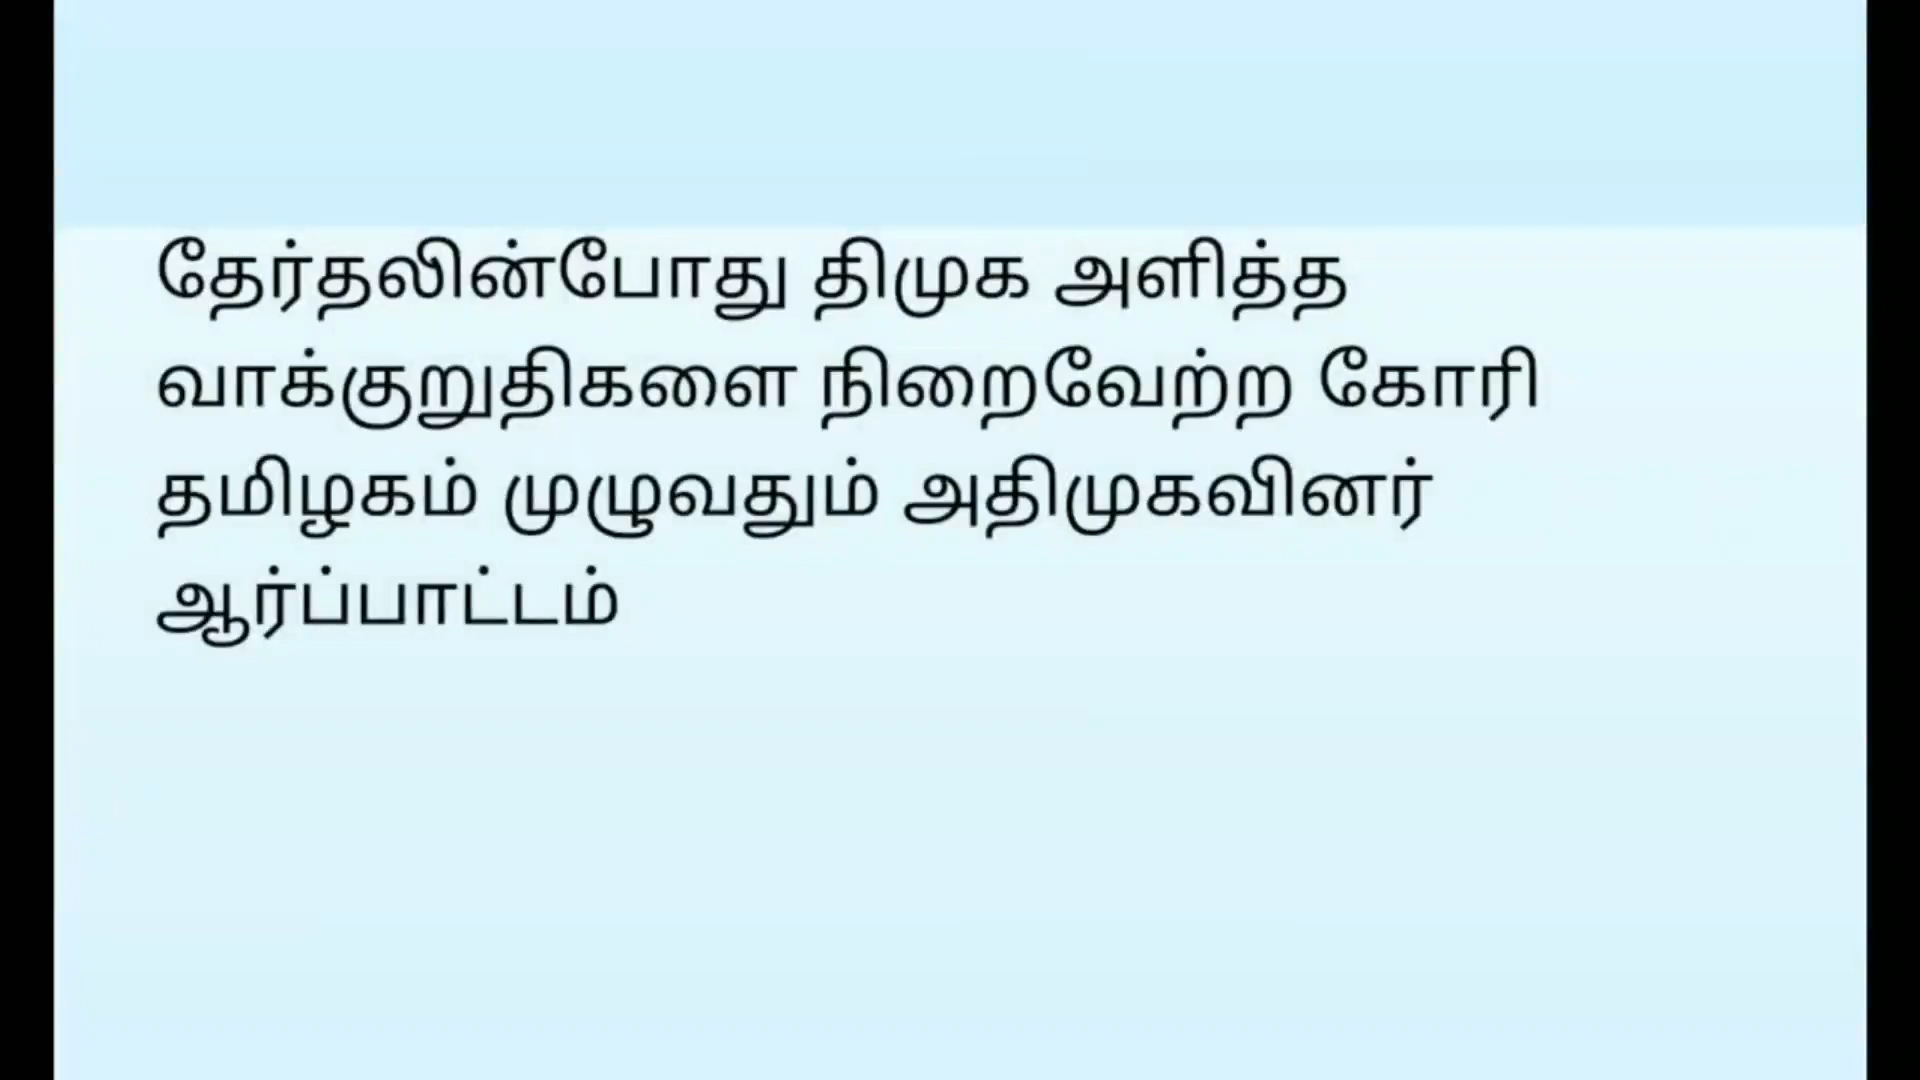 தேர்தலின்போது திமுக அளித்த
வாக்குறுதிகளை நிறைவேற்ற கோரி
தமிழகம் முழுவதும் அதிமுகவினர்
ஆர்ப்பாட்டம்